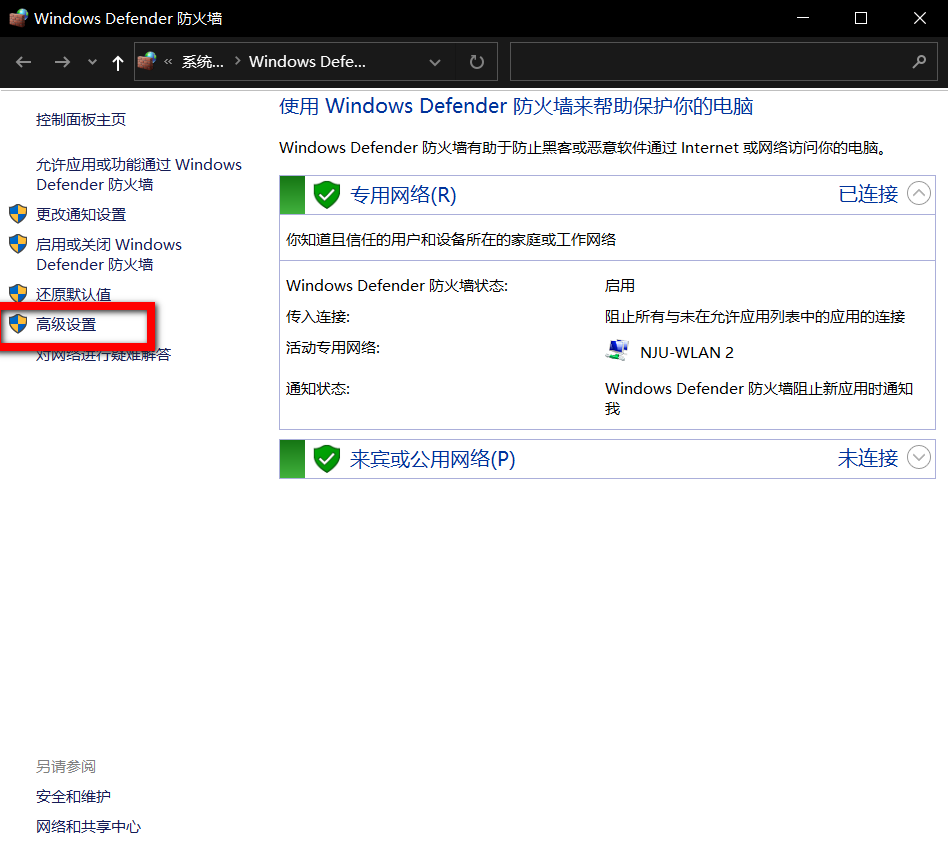 Windows Defender 防火墙
« 系统... › Windows Defe...
控制面板主页
允许应用或功能通过 Windows
Defender 防火墙
更改通知设置
启用或关闭 Windows
Defender 防火墙
还原默认值
高级设置
对网络进行疑难解答
使用 Windows Defender 防火墙来帮助保护你的电脑
Windows Defender 防火墙有助于防止黑客或恶意软件通过 Internet 或网络访问你的电脑。
专用网络(R) 已连接
你知道且信任的用户和设备所在的家庭或工作网络
Windows Defender 防火墙状态: 启用
传入连接: 阻止所有与未在允许应用列表中的应用的连接
活动专用网络: NJU-WLAN 2
通知状态: Windows Defender 防火墙阻止新应用时通知
我
来宾或公用网络(P) 未连接
另请参阅
安全和维护
网络和共享中心